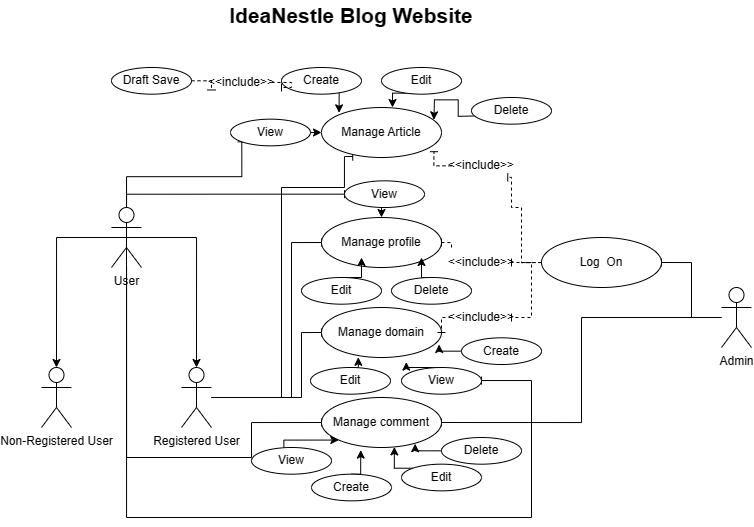 IdeaNestle Blog Website
Draft Save
<<include>>
Create
Edit
Delete
View
Manage Article
<<include>>
View
User
Manage profile
<<include>>
Log On
Edit
Delete
<<include>>
Manage domain
Admin
Create
Edit
View
Non-Registered User
Registered User
Manage comment
View
Delete
Edit
Create